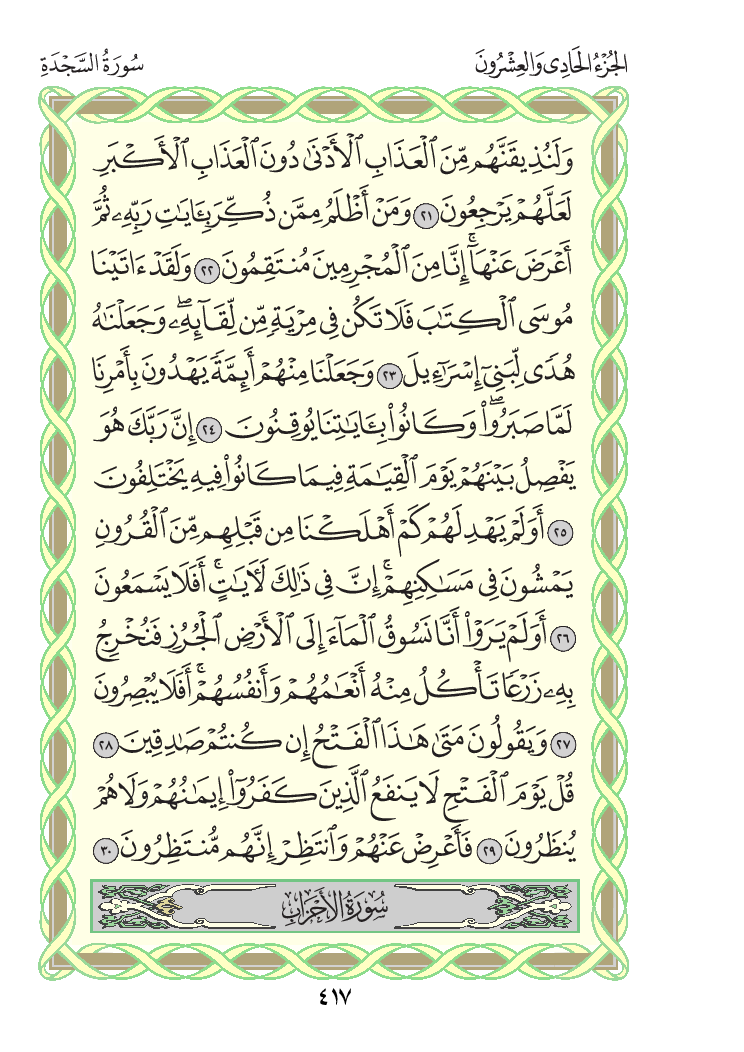 الجُزْءُ الحَادِى وَالعِشْرُونَ
سُورَةُ السَّجْدَةِ
وَلَنُذِيقَنَّهُم مِّنَ ٱلْعَذَابِ ٱلْأَدْنَىٰ دُونَ ٱلْعَذَابِ ٱلْأَكْبَرِ
لَعَلَّهُمْ يَرْجِعُونَ ٢١ وَمَنْ أَظْلَمُ مِمَّن ذُكِّرَ بِـَٔايَـٰتِ رَبِّهِۦ ثُمَّ
أَعْرَضَ عَنْهَآ ۚ إِنَّا مِنَ ٱلْمُجْرِمِينَ مُنتَقِمُونَ ٢٢ وَلَقَدْ ءَاتَيْنَا
مُوسَى ٱلْكِتَـٰبَ فَلَا تَكُن فِى مِرْيَةٍ مِّن لِّقَآئِهِۦ ۖ وَجَعَلْنَـٰهُ
هُدًى لِّبَنِىٓ إِسْرَٰٓءِيلَ ٢٣ وَجَعَلْنَا مِنْهُمْ أَئِمَّةً يَهْدُونَ بِأَمْرِنَا
لَمَّا صَبَرُوا۟ ۖ وَكَانُوا۟ بِـَٔايَـٰتِنَا يُوقِنُونَ ٢٤ إِنَّ رَبَّكَ هُوَ
يَفْصِلُ بَيْنَهُمْ يَوْمَ ٱلْقِيَـٰمَةِ فِيمَا كَانُوا۟ فِيهِ يَخْتَلِفُونَ
٢٥ أَوَلَمْ يَهْدِ لَهُمْ كَمْ أَهْلَكْنَا مِن قَبْلِهِم مِّنَ ٱلْقُرُونِ
يَمْشُونَ فِى مَسَـٰكِنِهِمْ ۚ إِنَّ فِى ذَٰلِكَ لَـَٔايَـٰتٍ ۖ أَفَلَا يَسْمَعُونَ
٢٦ أَوَلَمْ يَرَوْا۟ أَنَّا نَسُوقُ ٱلْمَآءَ إِلَى ٱلْأَرْضِ ٱلْجُرُزِ فَنُخْرِجُ
بِهِۦ زَرْعًا تَأْكُلُ مِنْهُ أَنْعَـٰمُهُمْ وَأَنفُسُهُمْ ۖ أَفَلَا يُبْصِرُونَ
٢٧ وَيَقُولُونَ مَتَىٰ هَـٰذَا ٱلْفَتْحُ إِن كُنتُمْ صَـٰدِقِينَ ٢٨
قُلْ يَوْمَ ٱلْفَتْحِ لَا يَنفَعُ ٱلَّذِينَ كَفَرُوٓا۟ إِيمَـٰنُهُمْ وَلَا هُمْ
يُنظَرُونَ ٢٩ فَأَعْرِضْ عَنْهُمْ وَٱنتَظِرْ إِنَّهُم مُّنتَظِرُونَ ٣٠
سُورَةُ الأَحْزَابِ
٤١٧